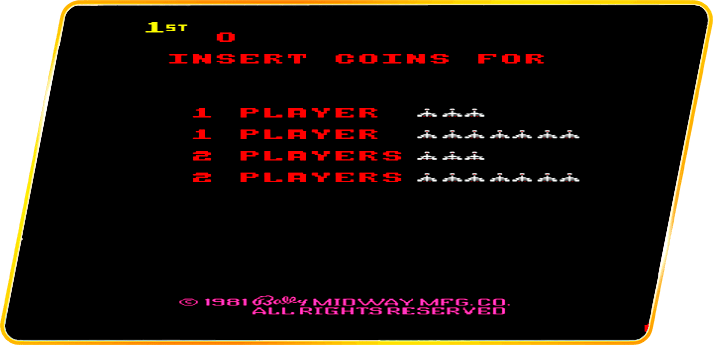 1ST
0
INSERT COINS FOR
1 PLAYER
1 PLAYER
2 PLAYERS
2 PLAYERS
© 1981 Bally MIDWAY MFG. CO.
ALL RIGHTS RESERVED